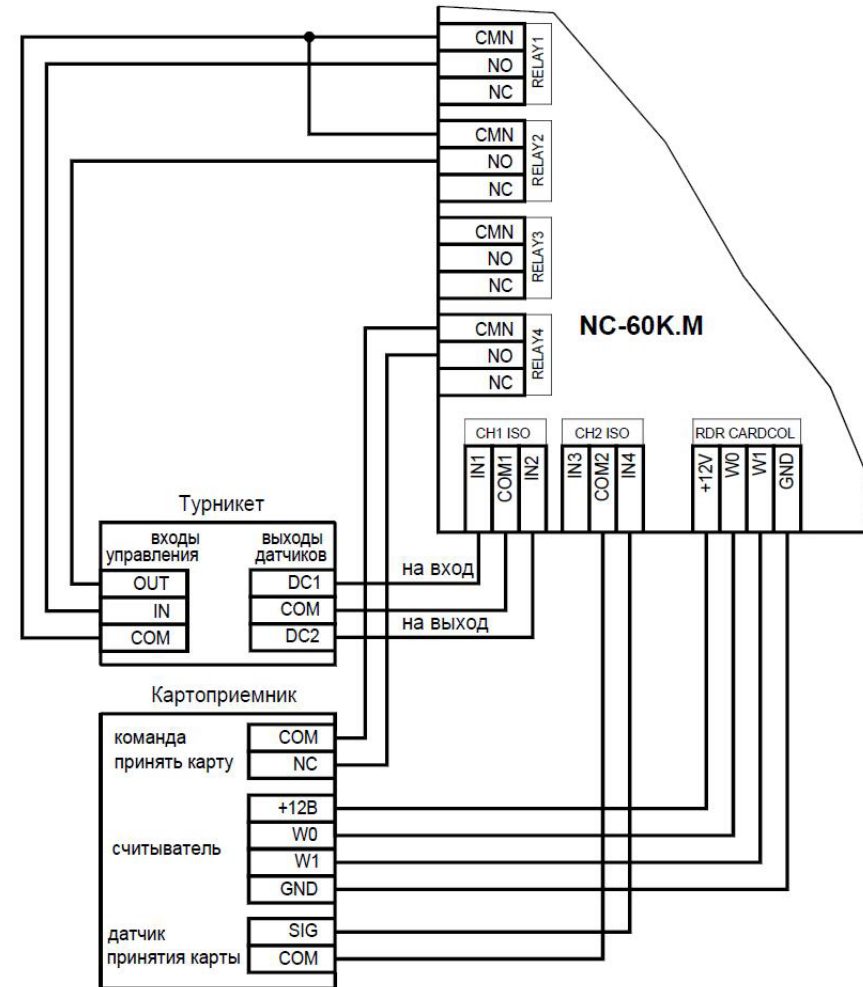 CMN
NO
NC
RELAY1
CMN
NO
NC
RELAY2
CMN
NO
NC
RELAY3
CMN
NO
NC
RELAY4
NC-60K.M
CH1 ISO
IN1
COM1
IN2
CH2 ISO
IN3
COM2
IN4
RDR CARDCOL
+12V
W0
W1
GND
Турникет
входы
управления
выходы
датчиков
OUT
IN
COM
DC1
COM
DC2
на вход
на выход
Картоприемник
команда
принять карту
COM
NC
считыватель
+12В
W0
W1
GND
датчик
принятия карты
SIG
COM